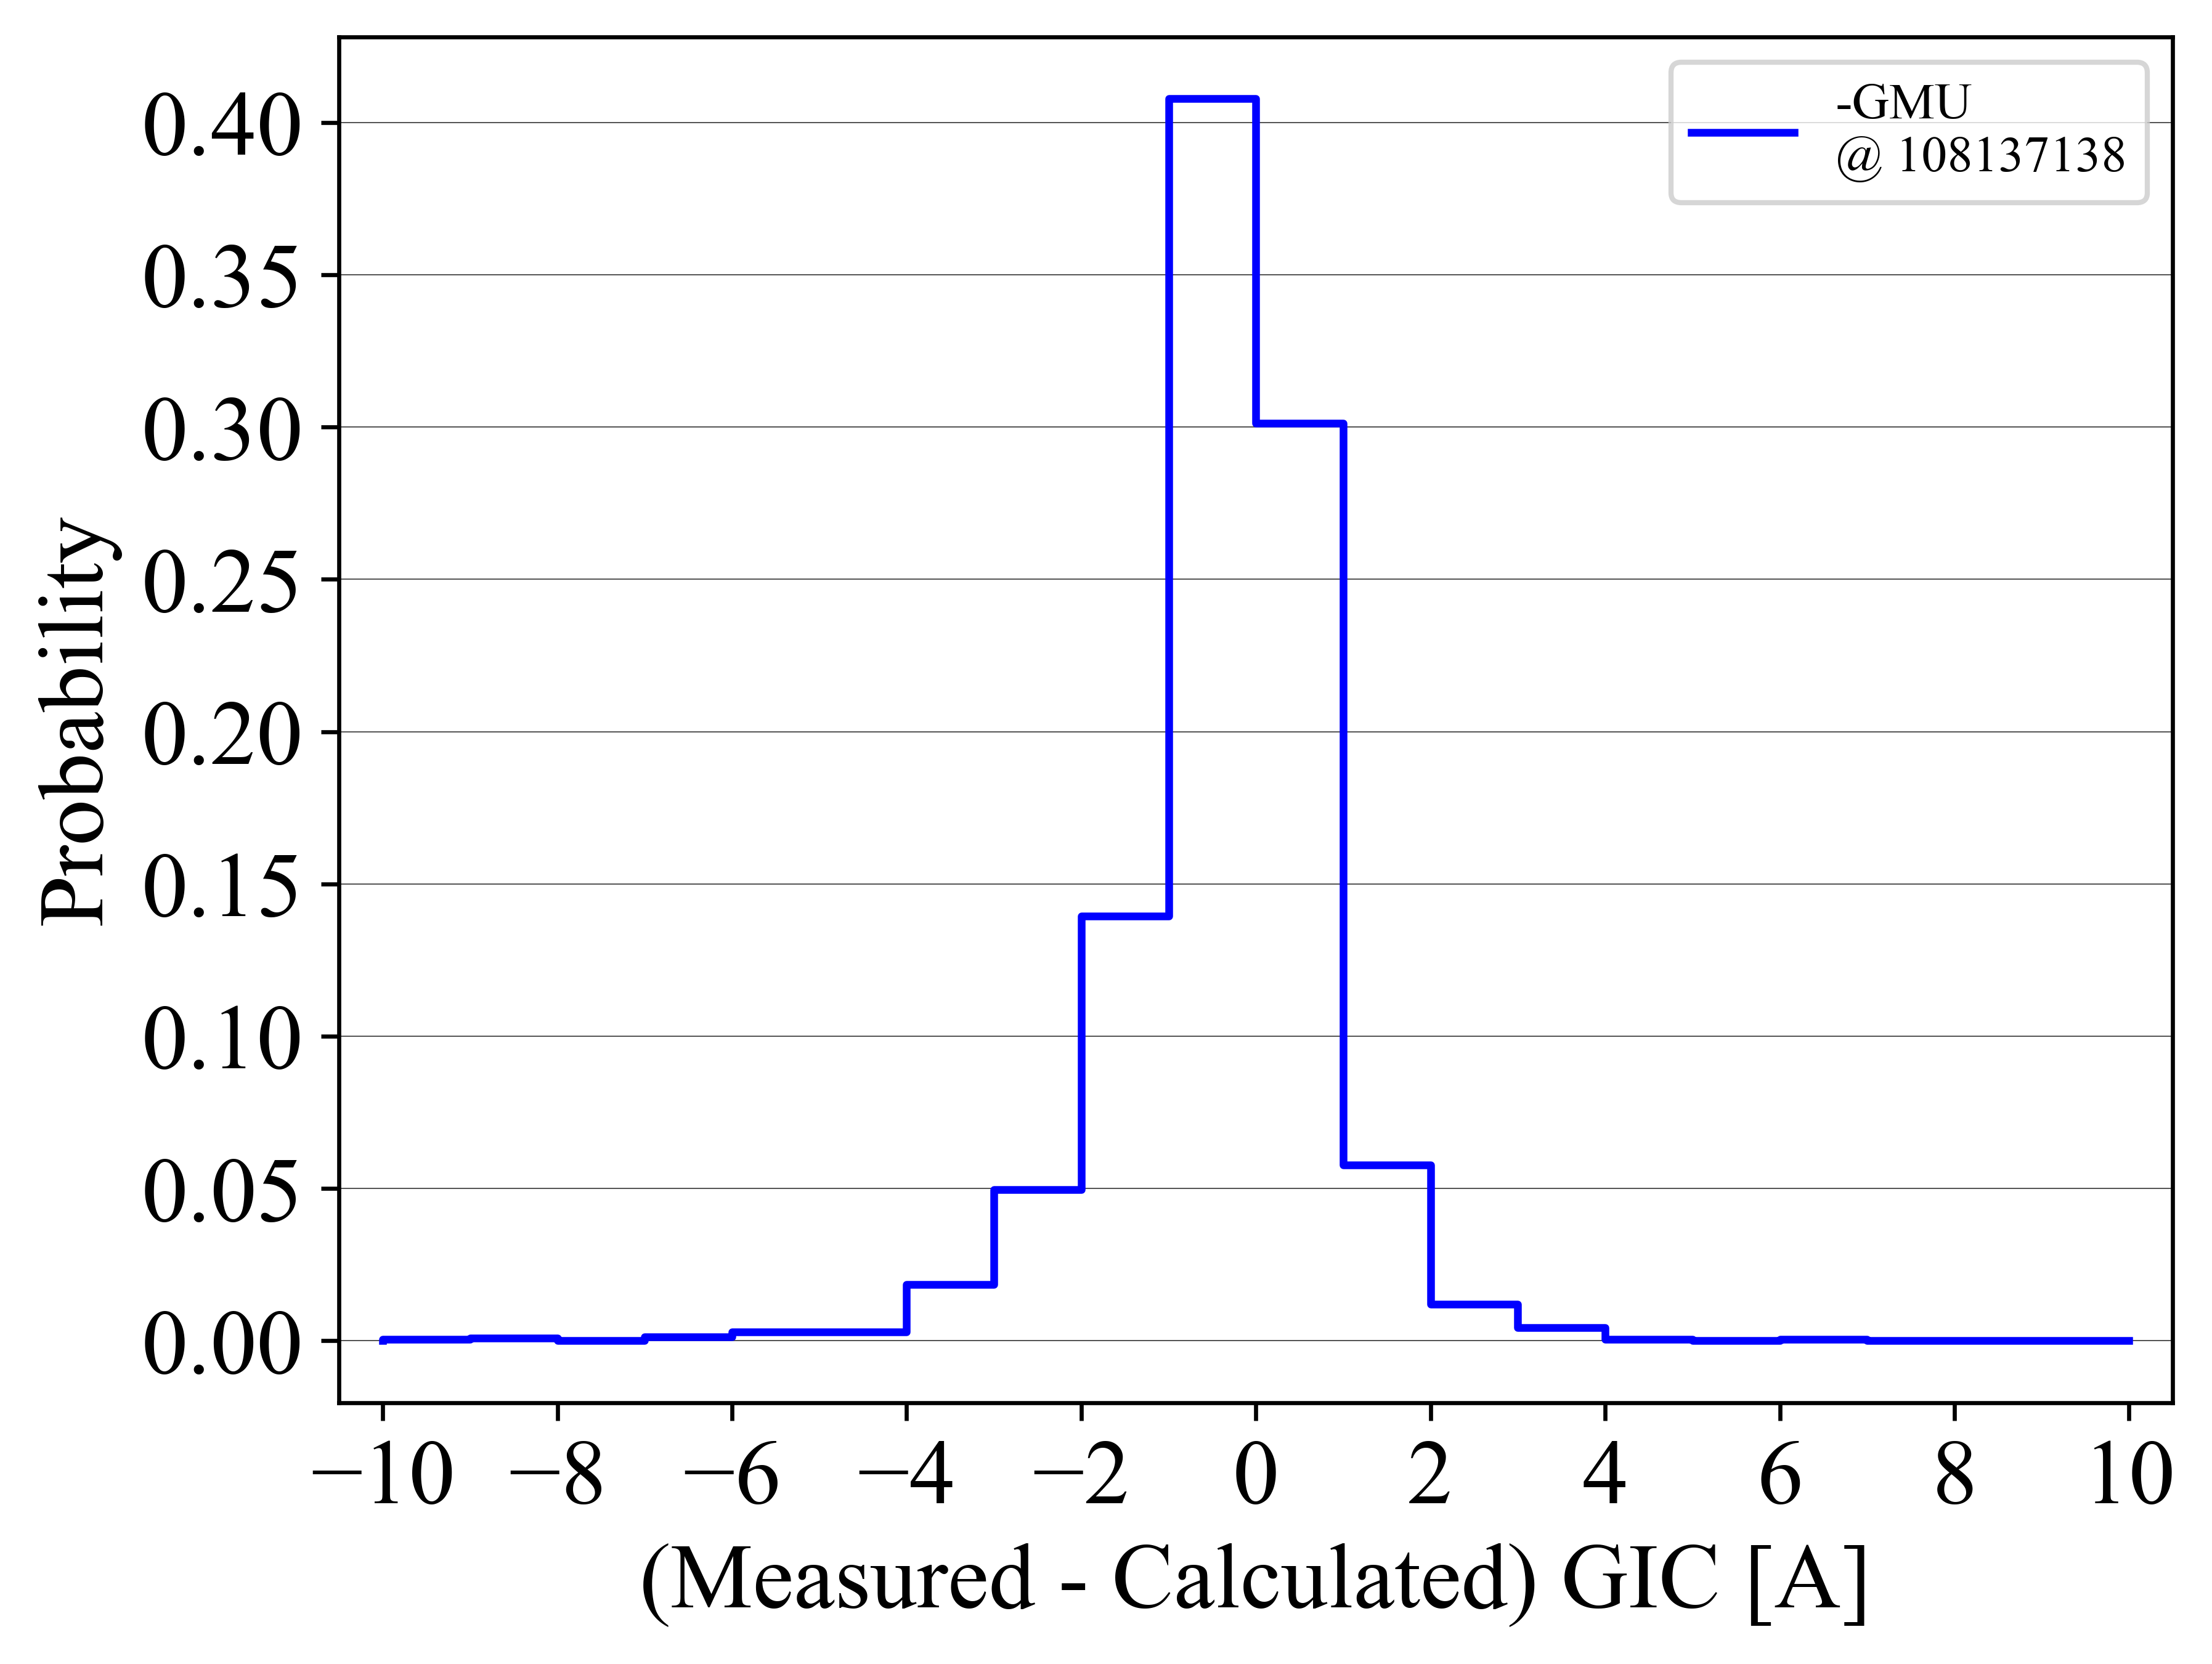 -GMU
@ 108137138
0.40
0.35
0.30
0.25
0.20
0.15
0.10
0.05
0.00
Probability
−10 −8 −6 −4 −2 0 2 4 6 8 10
(Measured - Calculated) GIC [A]